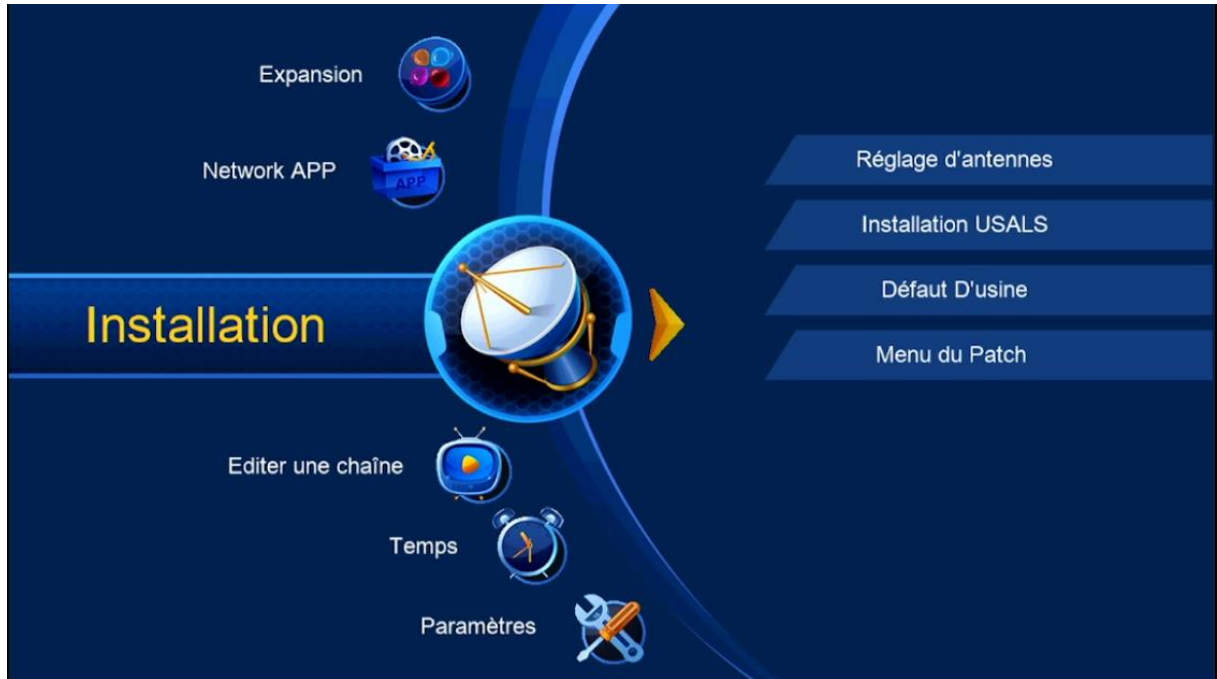 Expansion
Network APP
APP
Installation
Editer une chaîne
Temps
Paramètres
Réglage d'antennes
Installation USALS
Défaut D'usine
Menu du Patch